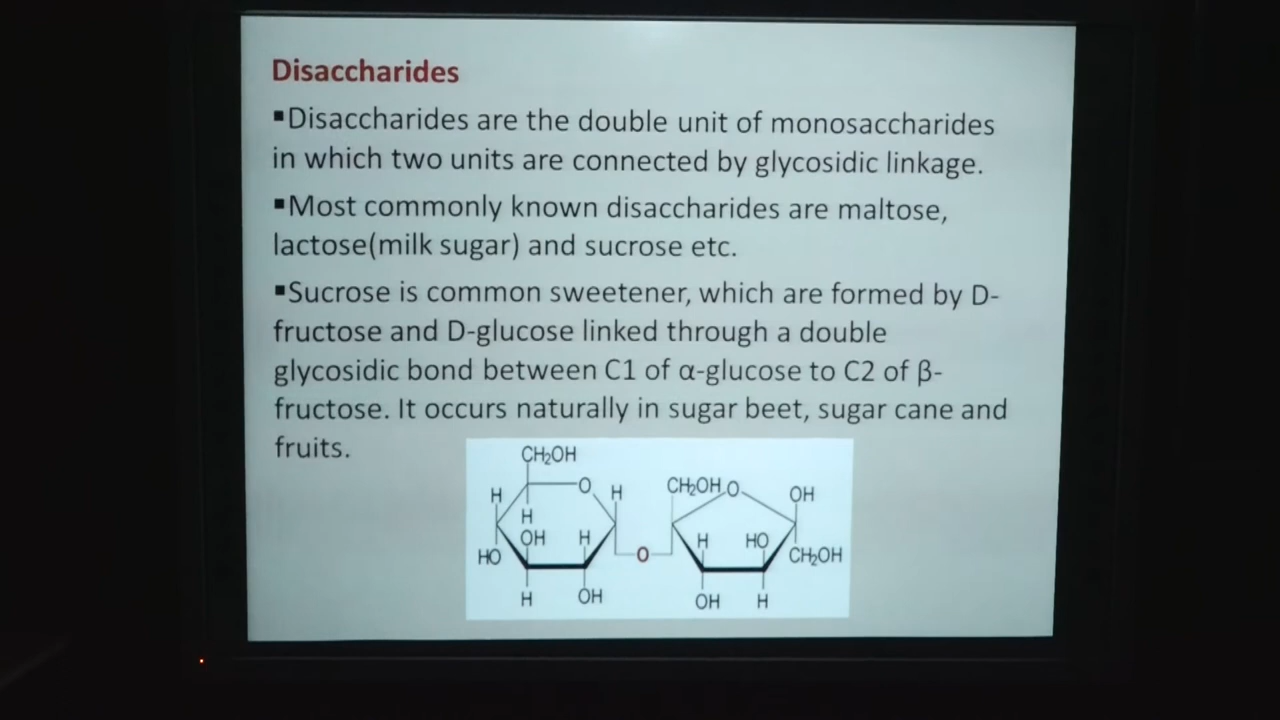 Disaccharides
▪Disaccharides are the double unit of monosaccharides
in which two units are connected by glycosidic linkage.
▪Most commonly known disaccharides are maltose,
lactose(milk sugar) and sucrose etc.
▪Sucrose is common sweetener, which are formed by D-
fructose and D-glucose linked through a double
glycosidic bond between C1 of α-glucose to C2 of β-
fructose. It occurs naturally in sugar beet, sugar cane and
fruits.
CH₂OH
H O H CH₂OH O OH
H
OH H H HO
HO O CH₂OH
H OH OH H